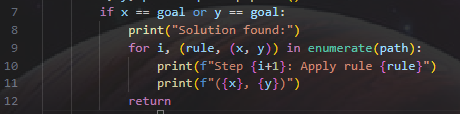 7 if x == goal or y == goal:
8 print("Solution found:")
9 for i, (rule, (x, y)) in enumerate(path):
10 print(f"Step {i+1}: Apply rule {rule}")
11 print(f"({x}, {y})")
12 return